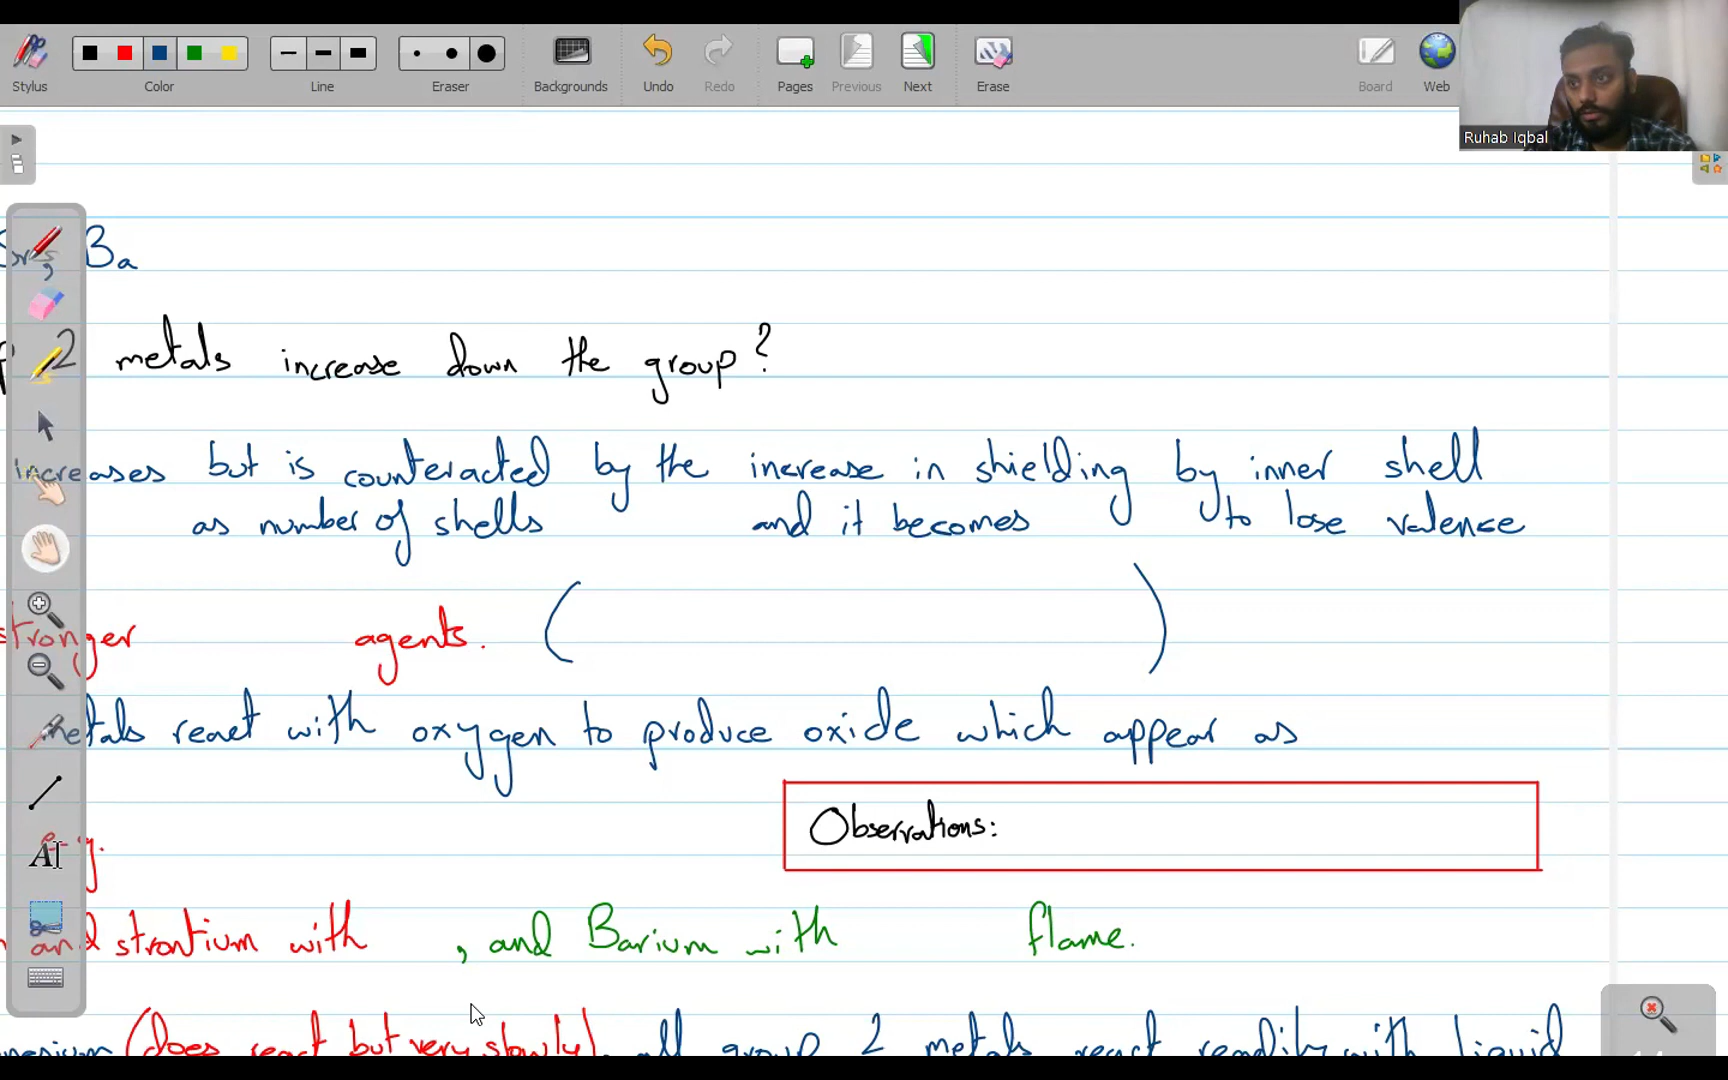 Stylus
Color
Line
Eraser
Backgrounds
Undo
Redo
Pages
Previous
Next
Erase
Board
Web
Ruhab Iqbal
Sr, Ba
2 metals increase down the group?
increases but is counteracted by the increase in shielding by inner shell
as number of shells and it becomes to lose valence
stronger agents. ( )
metals react with oxygen to produce oxide which appear as
e.g.
Observations:
and strontium with , and Barium with flame.
(does react but very slowly), all group 2 metals react readily with liquid